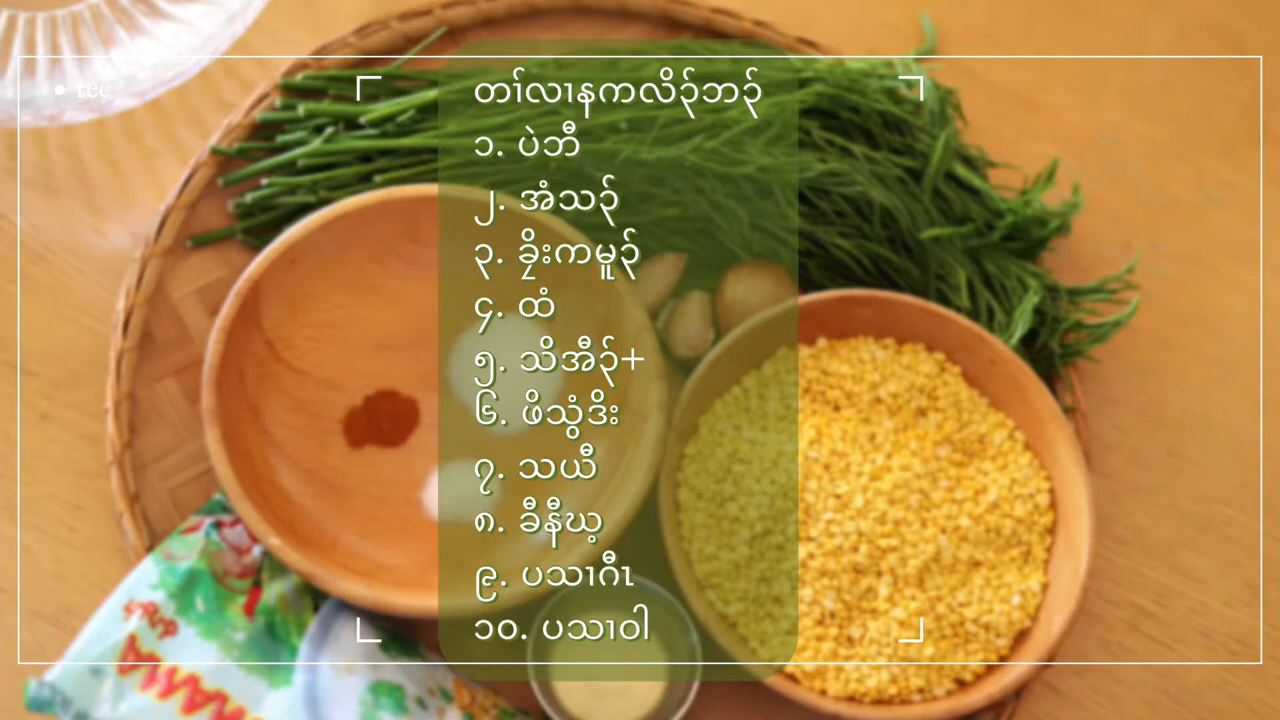 • rec
တၢ်လၢနကလိၣ်ဘၣ်
၁. ပဲဘီ
၂. အံသၣ်
၃. ခိၠးကမူၣ်
၄. ထံ
၅. သိအီၣ်+
၆. ဖိသွံဒိး
၇. သယီ
၈. ခီနီဃ့
၉. ပသၢဂီၤ
၁၀. ပသၢဝါ